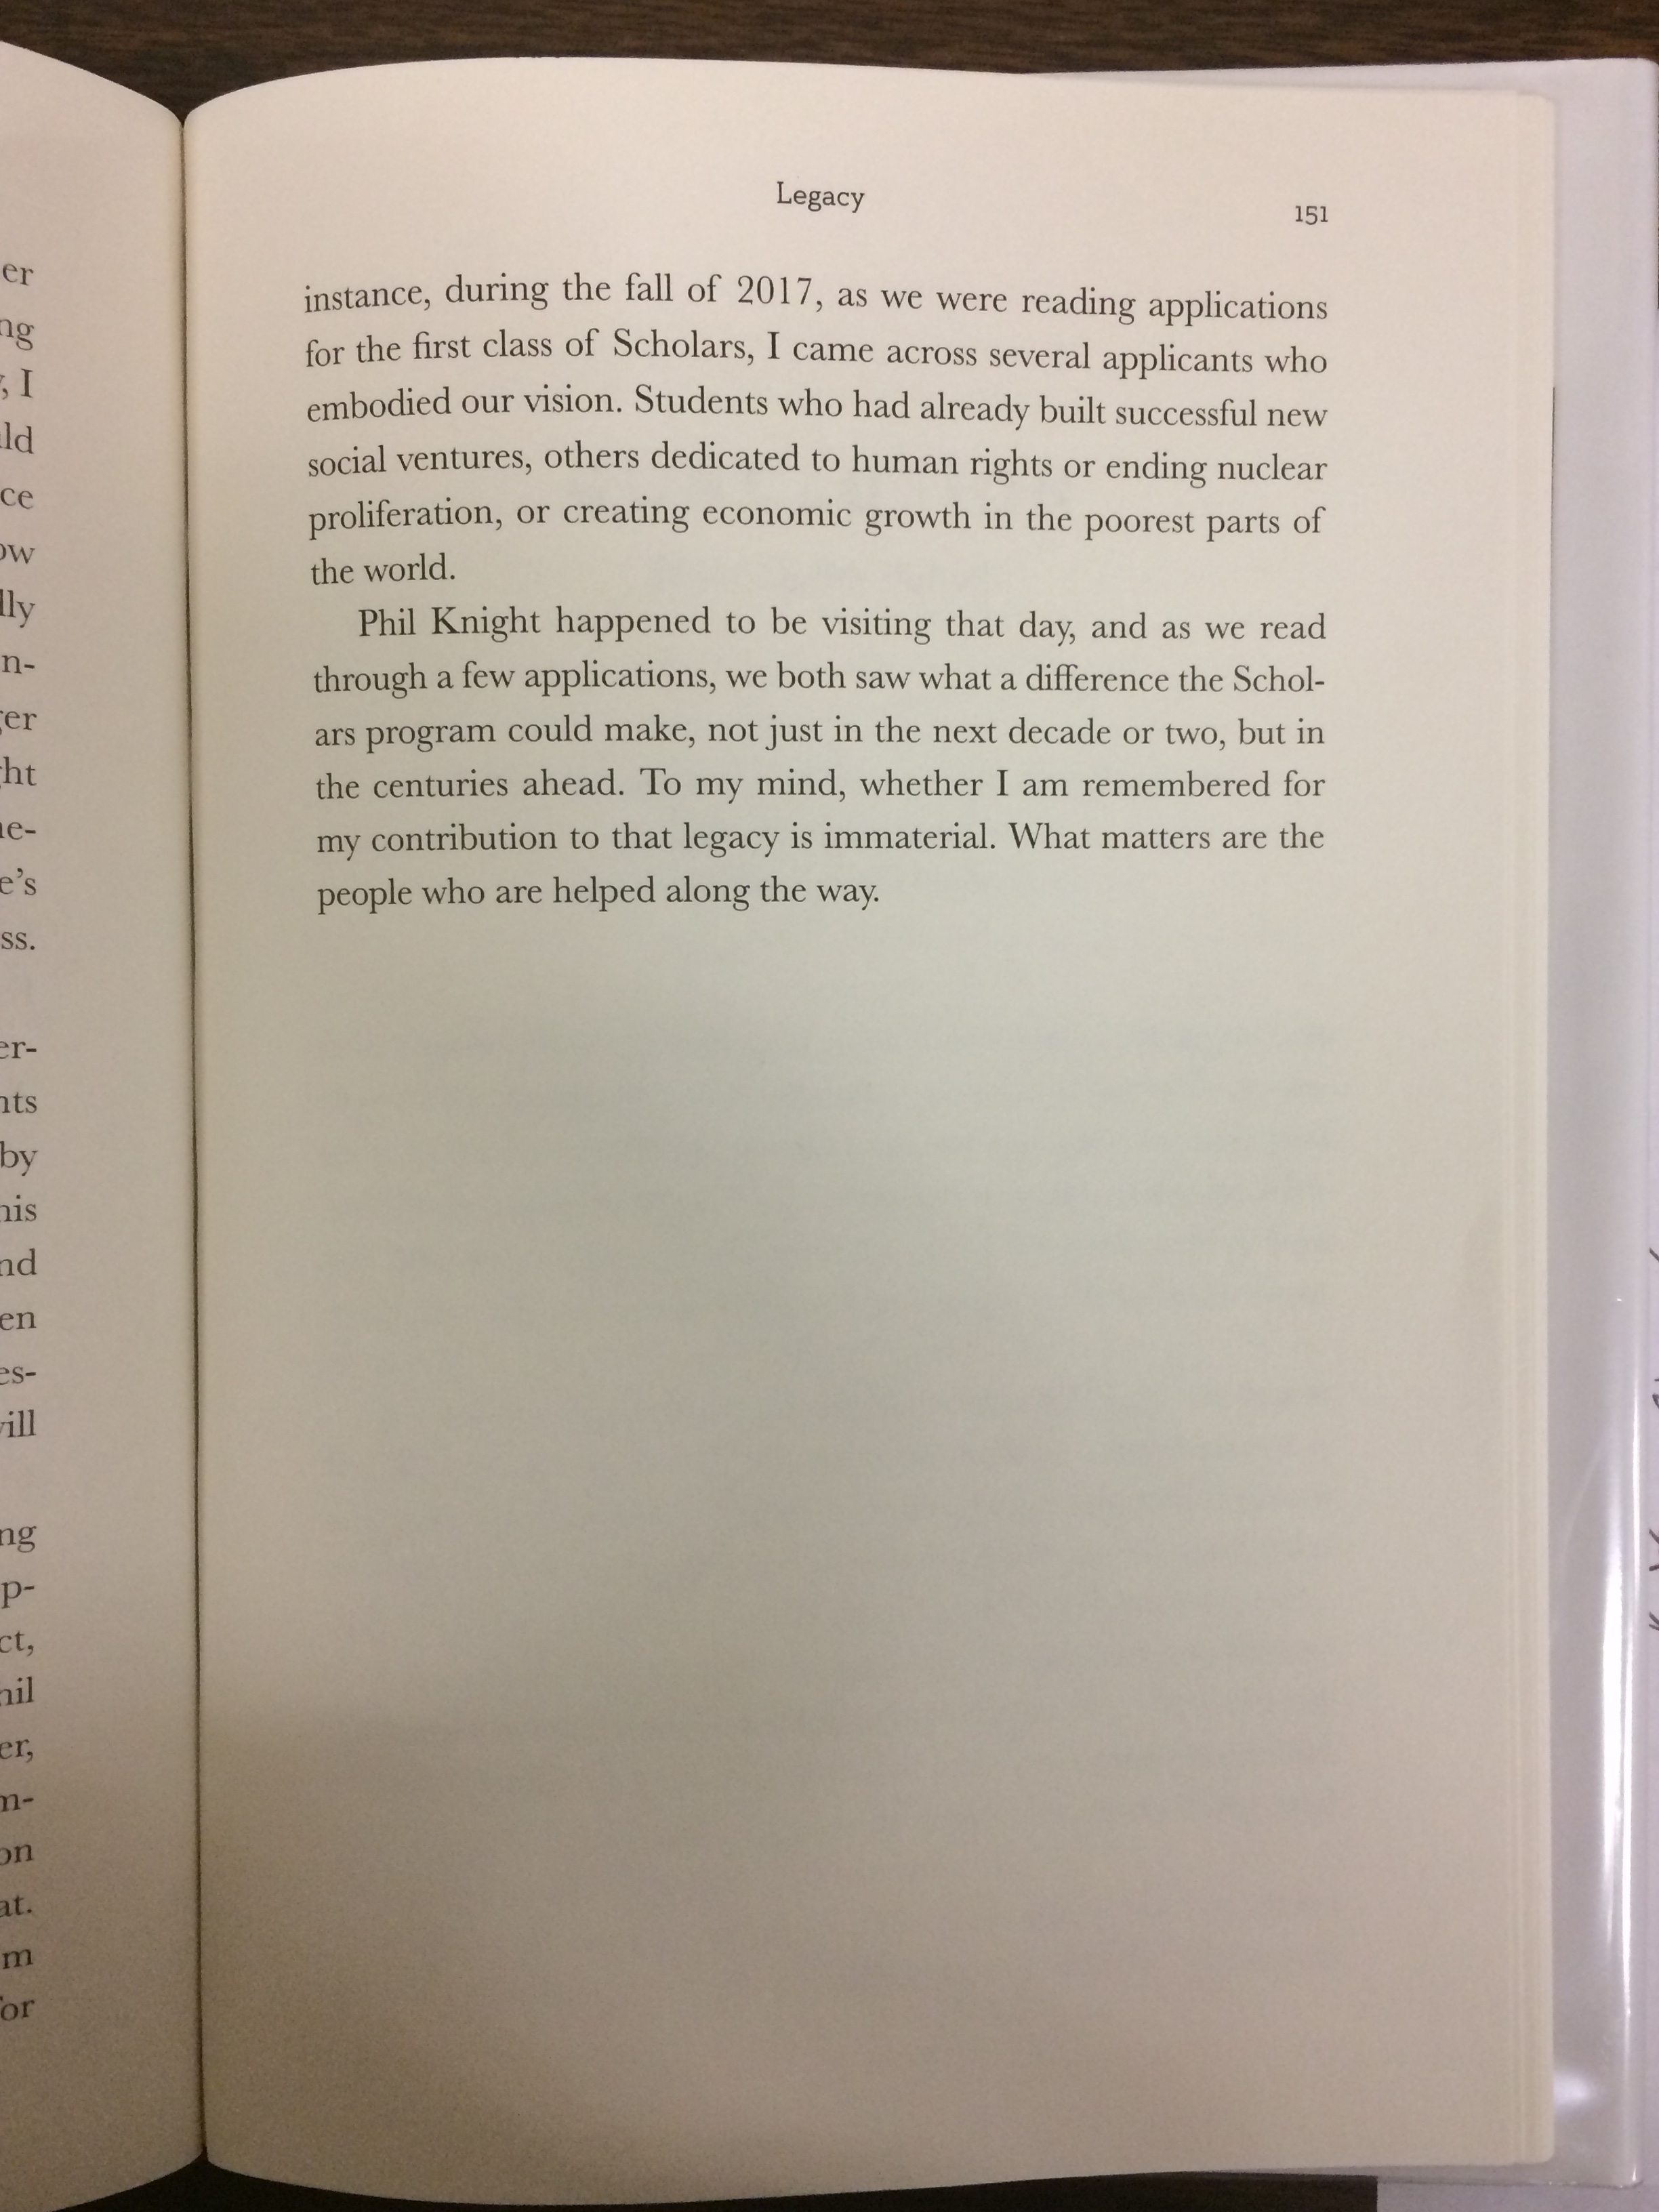 er
ng
, I
ld
ce
ow
lly
n-
ger
ht
ne-
e's
ss.
er-
nts
by
his
nd
en
es-
will
ng
p-
ct,
hil
er,
m-
on
at.
m
for
Legacy
151
instance, during the fall of 2017, as we were reading applications
for the first class of Scholars, I came across several applicants who
embodied our vision. Students who had already built successful new
social ventures, others dedicated to human rights or ending nuclear
proliferation, or creating economic growth in the poorest parts of
the world.
Phil Knight happened to be visiting that day, and as we read
through a few applications, we both saw what a difference the Schol-
ars program could make, not just in the next decade or two, but in
the centuries ahead. To my mind, whether I am remembered for
my contribution to that legacy is immaterial. What matters are the
people who are helped along the way.